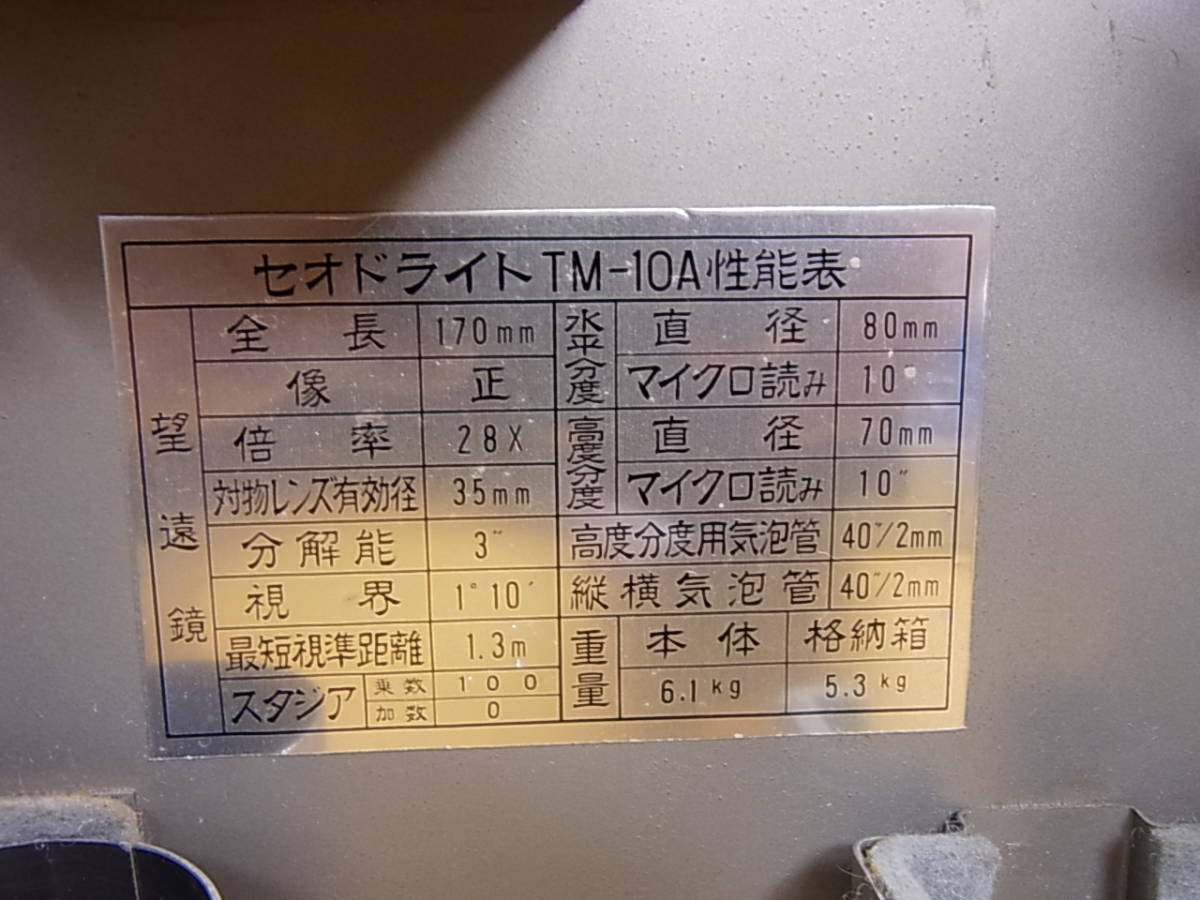 セオドライトTM-10A性能表
望遠鏡
全長 170mm
像 正
倍率 28X
対物レンズ有効径 35mm
分解能 3″
視界 1°10′
最短視準距離 1.3m
スタジア 乗数 100
加数 0
水平分度 直径 80mm
マイクロ読み 10″
高度分度 直径 70mm
マイクロ読み 10″
高度分度用気泡管 40″/2mm
縦横気泡管 40″/2mm
重量 本体 格納箱
6.1kg 5.3kg